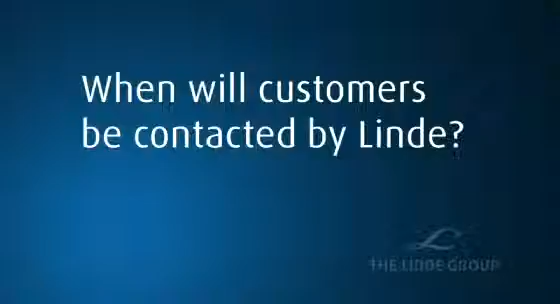 When will customers
be contacted by Linde?
THE LINDE GROUP